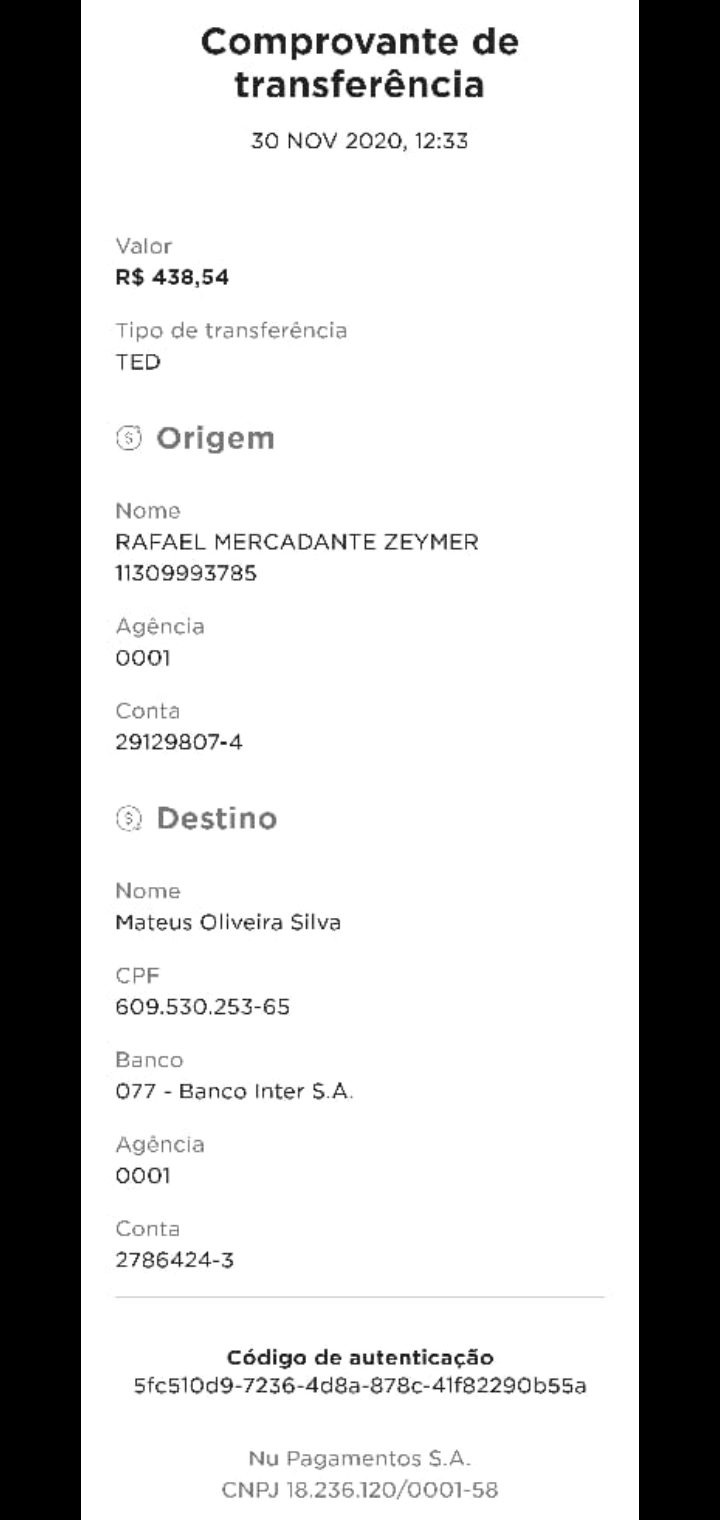 Comprovante de
transferência
30 NOV 2020, 12:33
Valor
R$ 438,54
Tipo de transferência
TED
Origem
Nome
RAFAEL MERCADANTE ZEYMER
11309993785
Agência
0001
Conta
29129807-4
Destino
Nome
Mateus Oliveira Silva
CPF
609.530.253-65
Banco
077 - Banco Inter S.A.
Agência
0001
Conta
2786424-3
Código de autenticação
5fc510d9-7236-4d8a-878c-41f82290b55a
Nu Pagamentos S.A.
CNPJ 18.236.120/0001-58